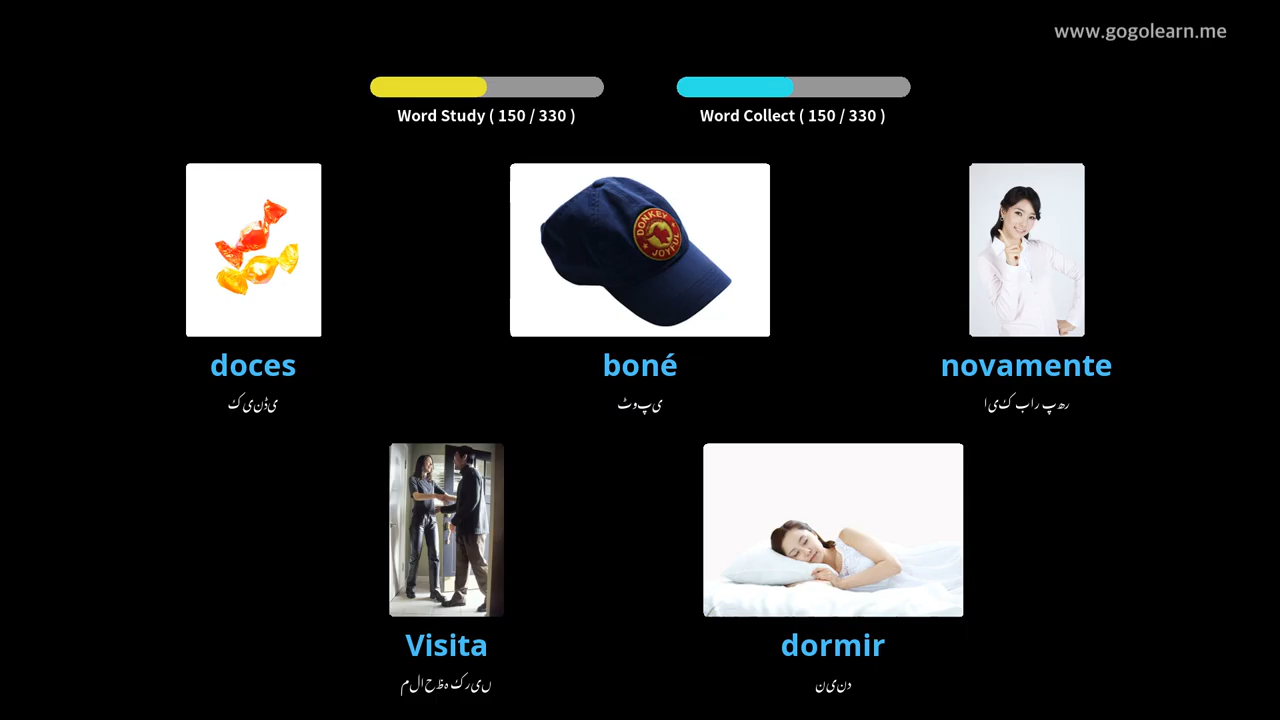 www.gogolearn.me
Word Study ( 150 / 330 )
Word Collect ( 150 / 330 )
DONKEY
JOYFUL
doces
boné
novamente
کینڈی
ٹوپی
ایک بار پھر
Visita
dormir
ملاحظہ کریں
نیند